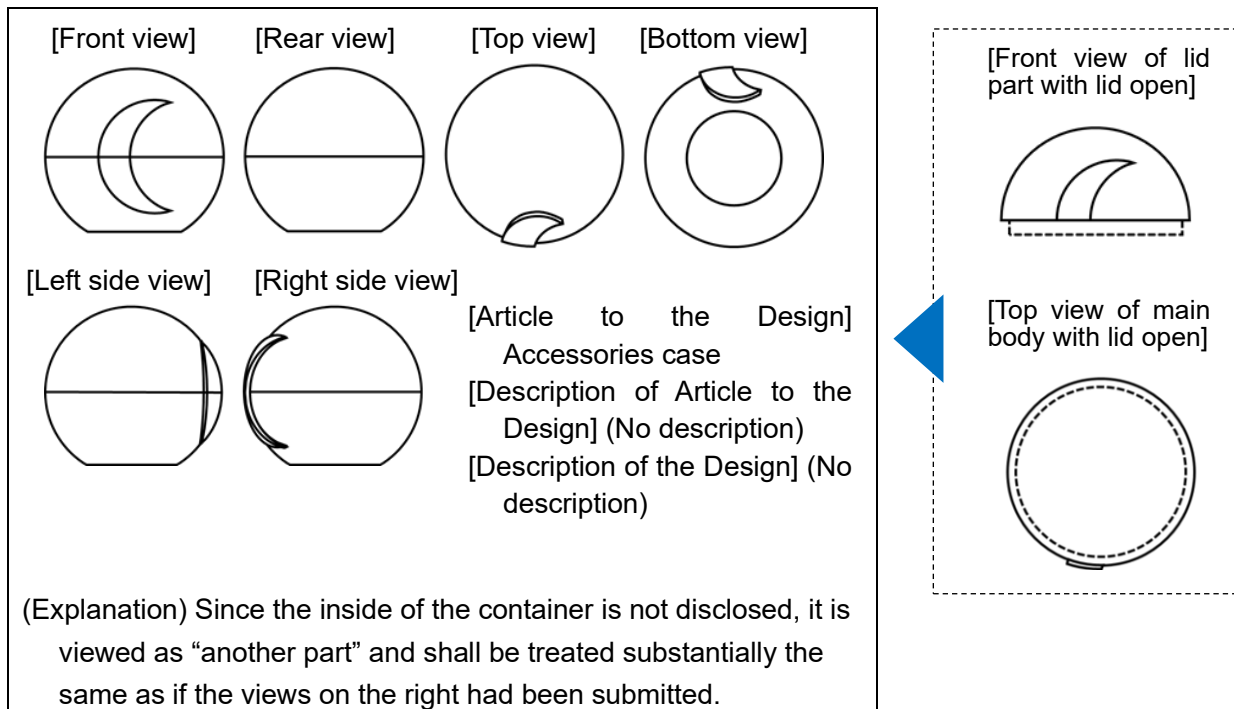 [Front view]
[Rear view]
[Top view]
[Bottom view]
[Left side view]
[Right side view]
[Article to the Design]
Accessories case
[Description of Article to the
Design] (No description)
[Description of the Design] (No
description)
(Explanation) Since the inside of the container is not disclosed, it is
viewed as “another part” and shall be treated substantially the
same as if the views on the right had been submitted.
[Front view of lid
part with lid open]
[Top view of main
body with lid open]